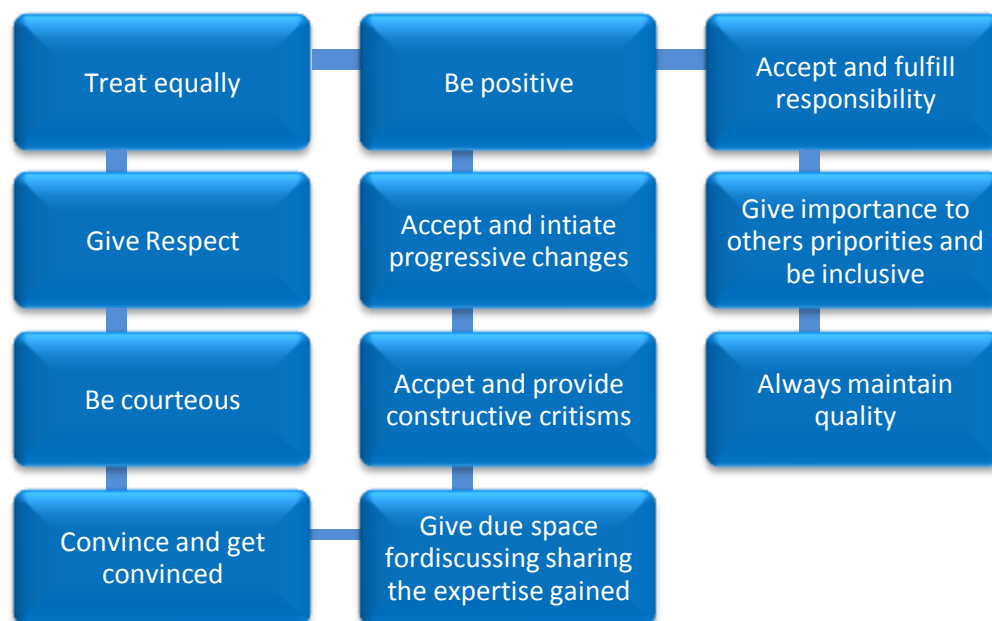 Treat equally
Give Respect
Be courteous
Convince and get
convinced
Give due space
fordiscussing sharing
the expertise gained
Accpet and provide
constructive critisms
Accept and intiate
progressive changes
Be positive
Accept and fulfill
responsibility
Give importance to
others priporities and
be inclusive
Always maintain
quality